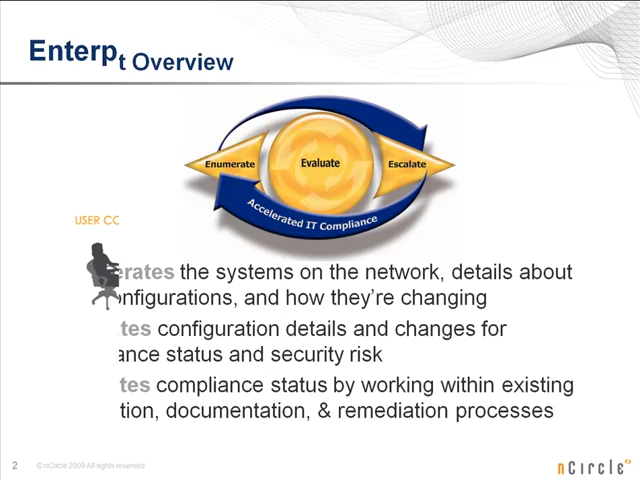 Enterp
t Overview
Enumerate
Evaluate
Escalate
Accelerated IT Compliance
USER CC
erates the systems on the network, details about
onfigurations, and how they're changing
tes configuration details and changes for
ance status and security risk
tes compliance status by working within existing
tion, documentation, & remediation processes
2
© nCircle 2009 All rights reserved
nCircle